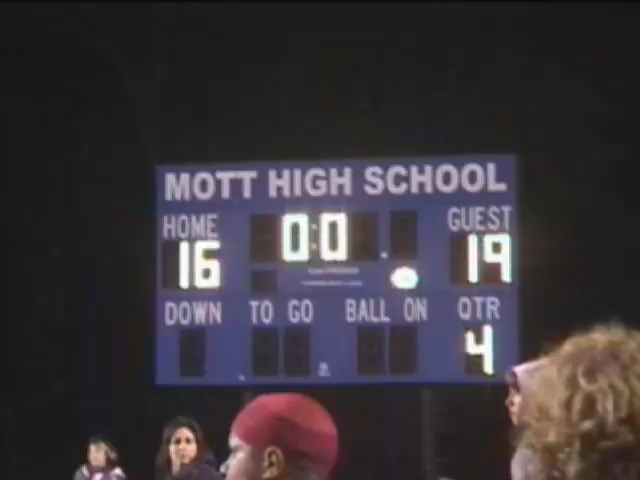 MOTT HIGH SCHOOL
HOME 0:0 GUEST
16 19
DOWN TO GO BALL ON QTR
4